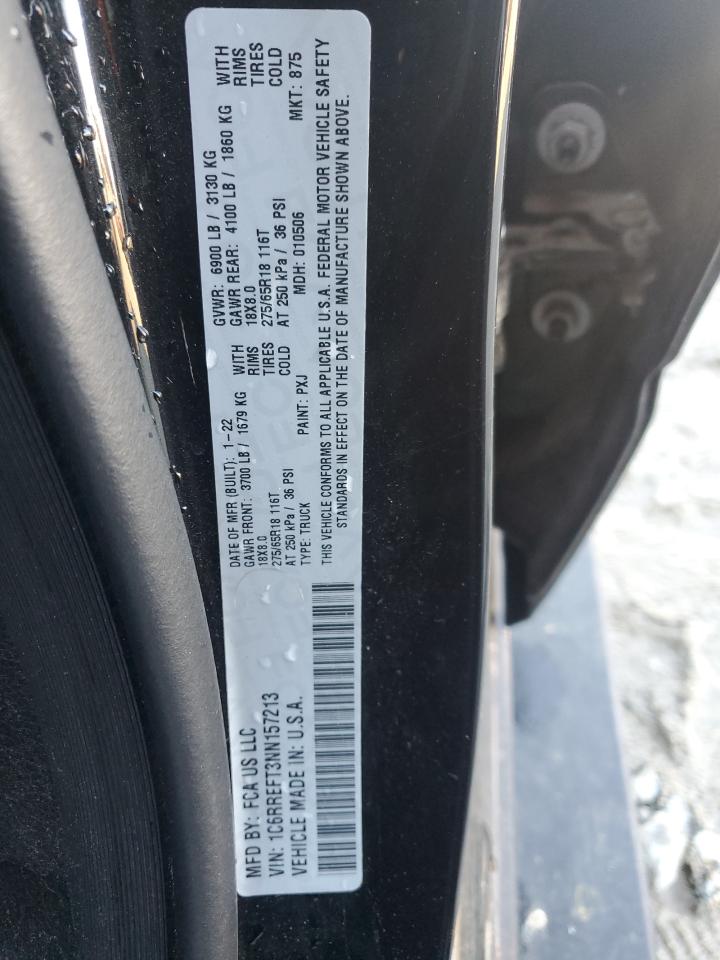 MFD BY: FCA US LLC
VIN: 1C6RREFT3NN157213
VEHICLE MADE IN: U.S.A.
DATE OF MFR (BUILT): 1-22
GAWR FRONT: 3700 LB / 1679 KG WITH
18X8.0 RIMS
275/65R18 116T TIRES
AT 250 kPa / 36 PSI COLD
TYPE: TRUCK PAINT: PXJ
GVWR: 6900 LB / 3130 KG
GAWR REAR: 4100 LB / 1860 KG WITH
18X8.0 RIMS
275/65R18 116T TIRES
AT 250 kPa / 36 PSI COLD
MDH: 010506 MKT: 875
THIS VEHICLE CONFORMS TO ALL APPLICABLE U.S.A. FEDERAL MOTOR VEHICLE SAFETY
STANDARDS IN EFFECT ON THE DATE OF MANUFACTURE SHOWN ABOVE.